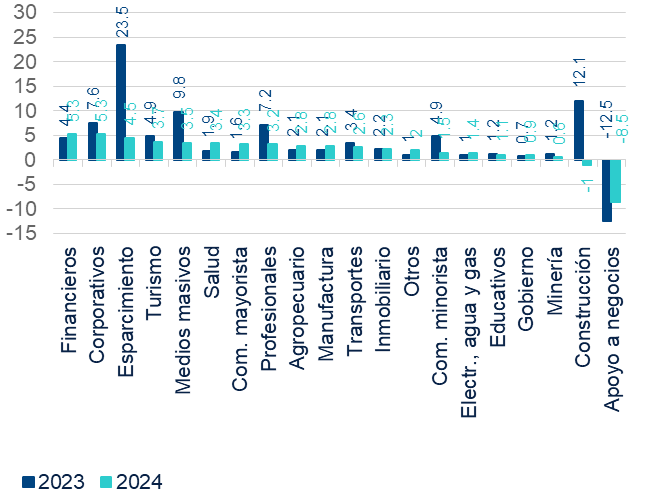 30
25
20
15
10
5
0
-5
-10
-15
4.4
5.3
7.6
5.3
23.5
4.5
4.9
3.7
9.8
3.5
1.9
3.4
1.6
3.3
7.2
3.2
2.1
2.8
2.1
2.8
3.4
2.6
2.2
2.3
1
2
4.9
1.5
1
1.4
1.2
1.1
0.7
0.9
1.2
0.6
12.1
-1
-12.5
-8.5
Financieros
Corporativos
Esparcimiento
Turismo
Medios masivos
Salud
Com. mayorista
Profesionales
Agropecuario
Manufactura
Transportes
Inmobiliario
Otros
Com. minorista
Electr., agua y gas
Educativos
Gobierno
Minería
Construcción
Apoyo a negocios
2023 2024